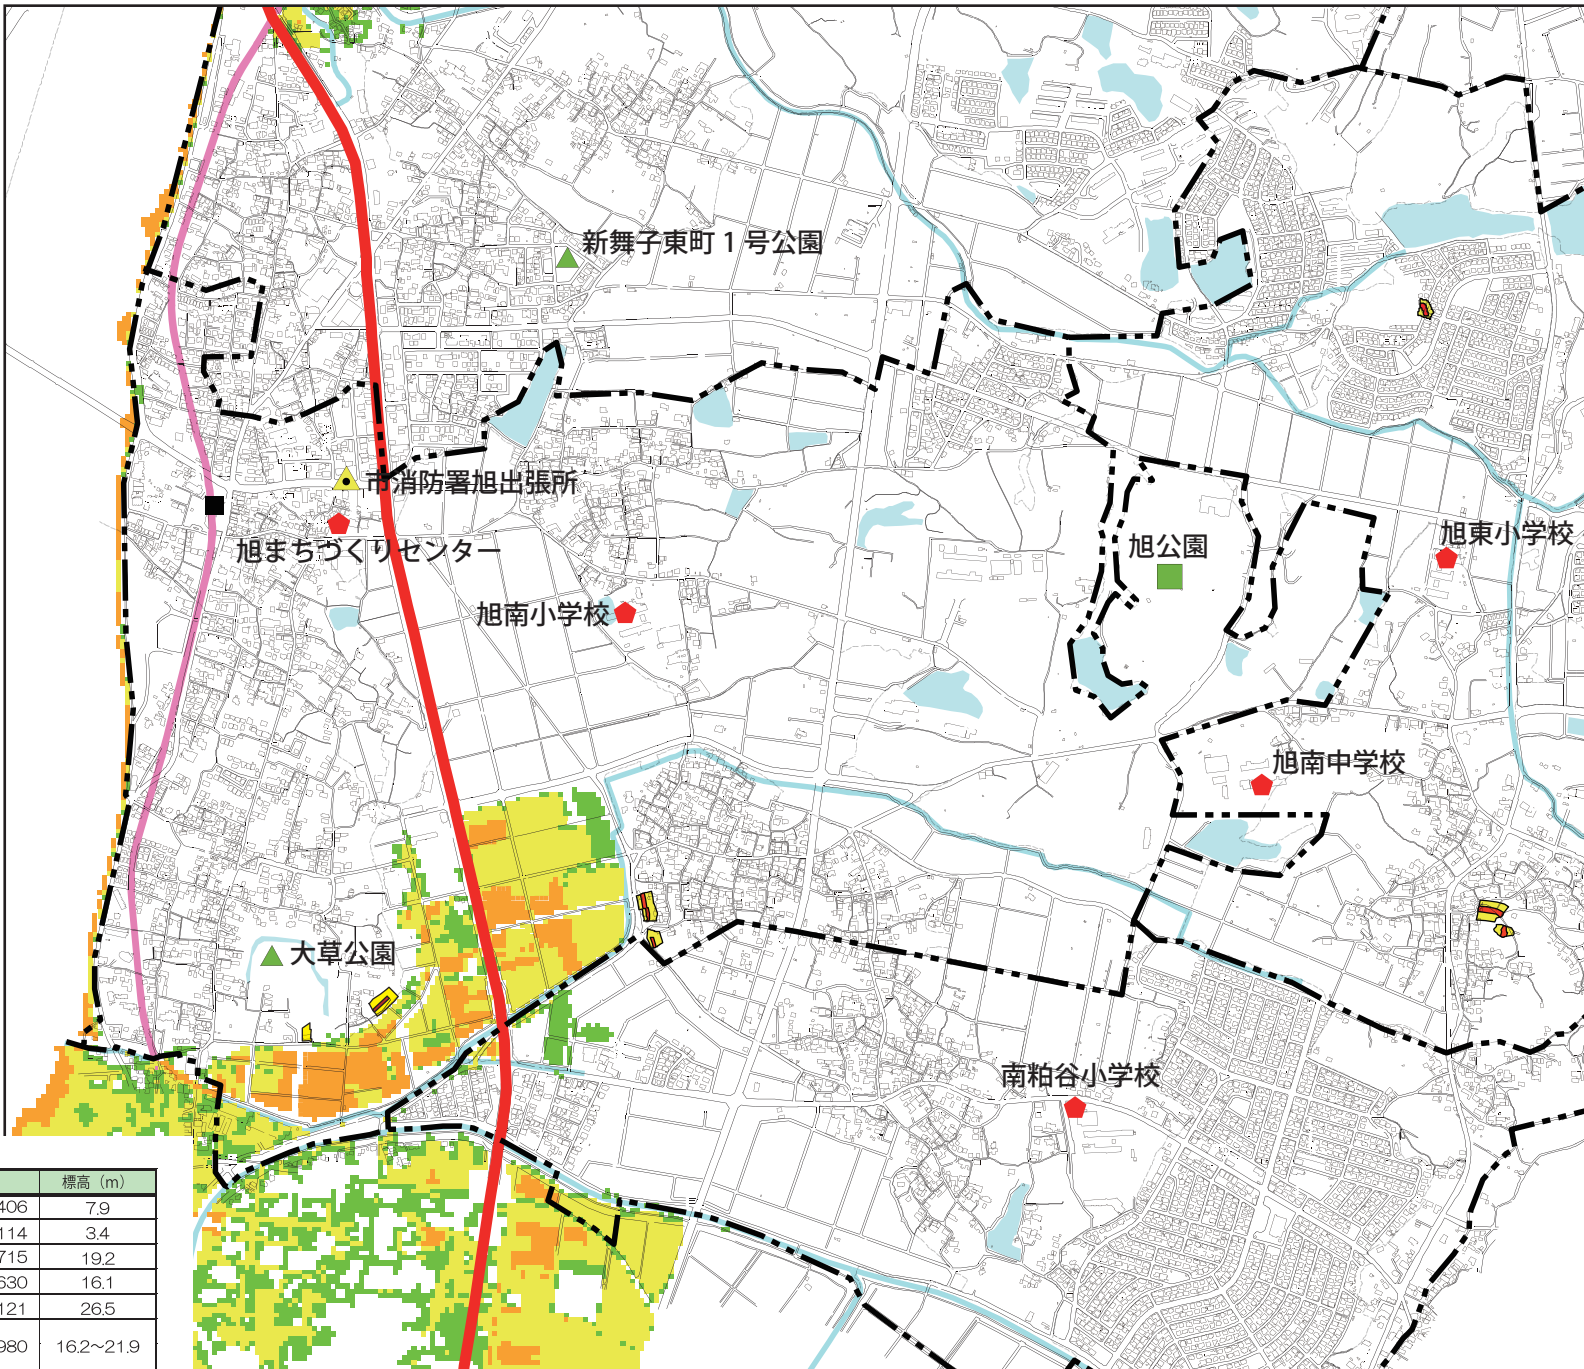 新舞子東町１号公園
市消防署旭出張所
旭まちづくりセンター
旭東小学校
旭公園
旭南小学校
旭南中学校
大草公園
南粕谷小学校
標高（m）
406 7.9
114 3.4
715 19.2
630 16.1
121 26.5
980 16.2～21.9